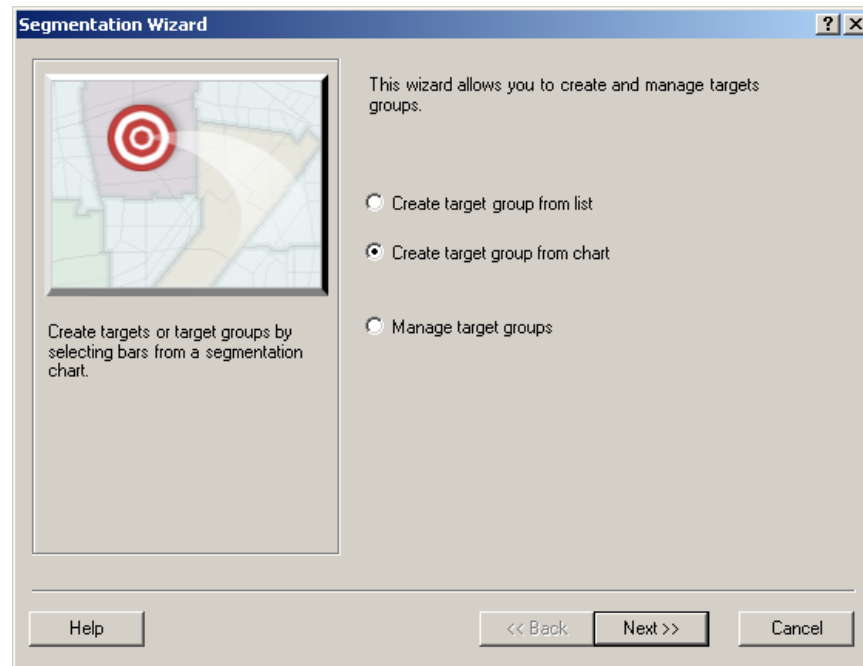 Segmentation Wizard
This wizard allows you to create and manage targets
groups.
Create target group from list
Create target group from chart
Manage target groups
Create targets or target groups by
selecting bars from a segmentation
chart.
Help
<< Back
Next >>
Cancel